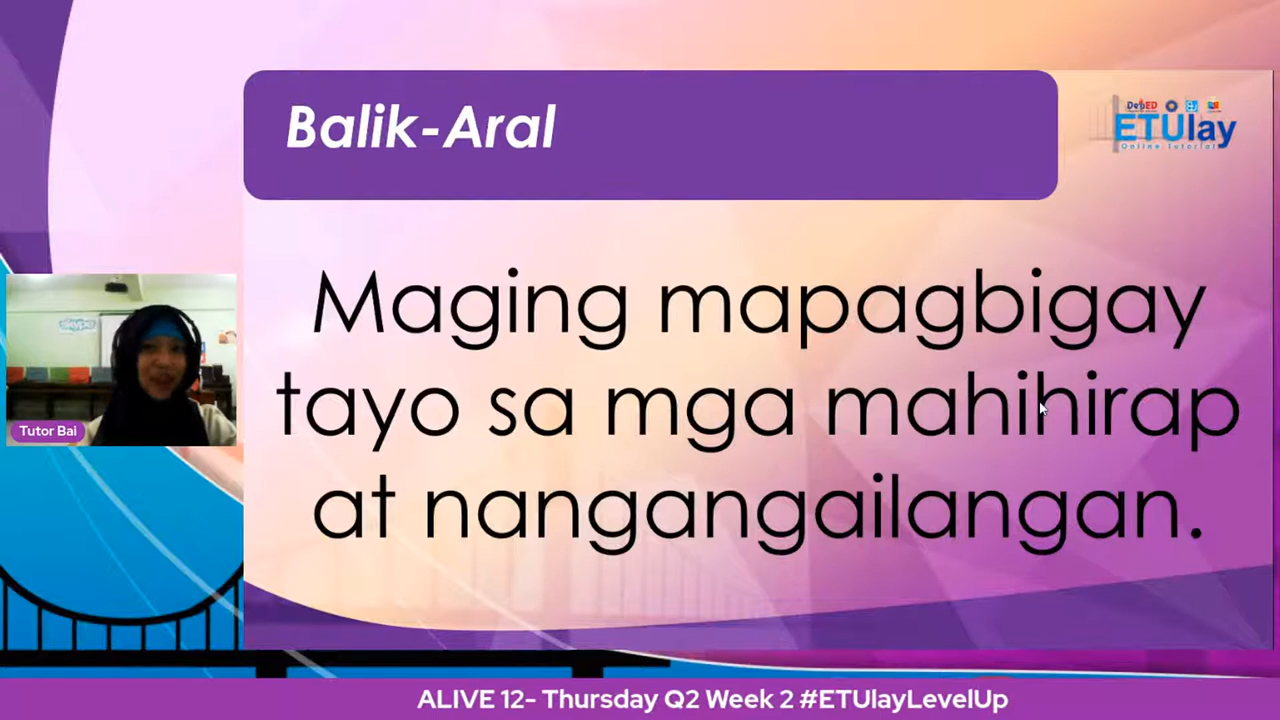 Balik-Aral
DepED
ETUlay
Online Tutorial
Maging mapagbigay
tayo sa mga mahihirap
at nangangailangan.
skype
Tutor Bai
ALIVE 12- Thursday Q2 Week 2 #ETUlayLevelUp